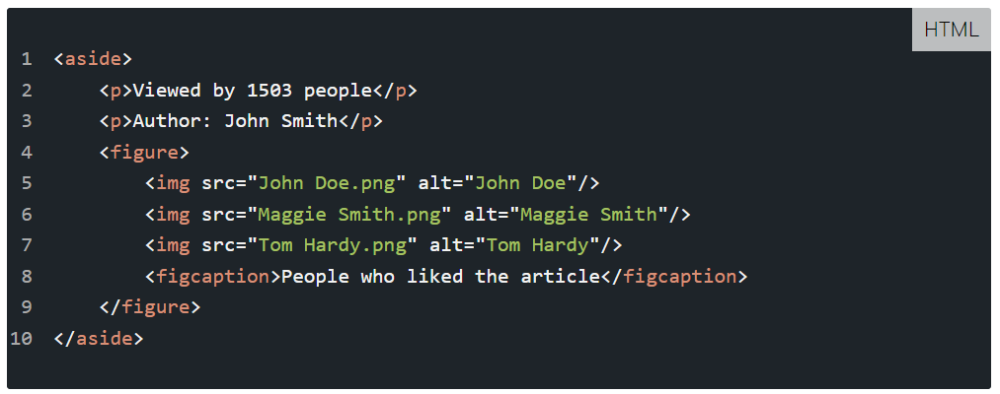 HTML
1 <aside>
2     <p>Viewed by 1503 people</p>
3     <p>Author: John Smith</p>
4     <figure>
5         <img src="John Doe.png" alt="John Doe"/>
6         <img src="Maggie Smith.png" alt="Maggie Smith"/>
7         <img src="Tom Hardy.png" alt="Tom Hardy"/>
8         <figcaption>People who liked the article</figcaption>
9     </figure>
10 </aside>